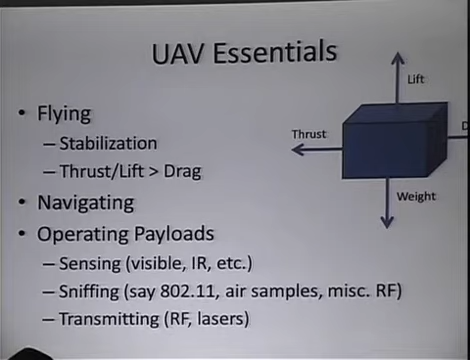 UAV Essentials
• Flying
– Stabilization
– Thrust/Lift > Drag
• Navigating
• Operating Payloads
– Sensing (visible, IR, etc.)
– Sniffing (say 802.11, air samples, misc. RF)
– Transmitting (RF, lasers)
Lift
Thrust
Weight